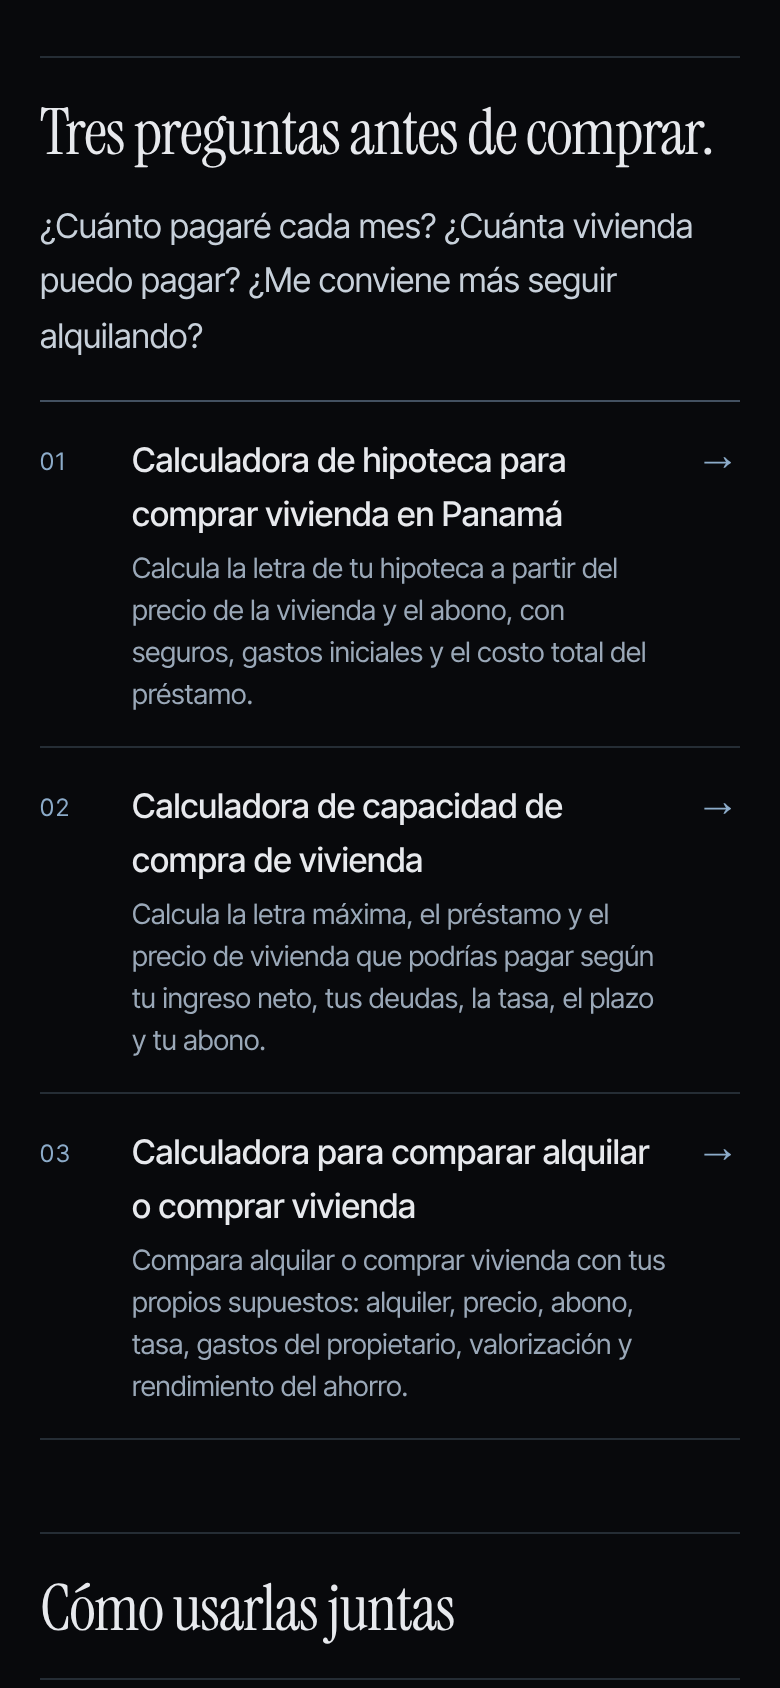 Tres preguntas antes de comprar.
¿Cuánto pagaré cada mes? ¿Cuánta vivienda
puedo pagar? ¿Me conviene más seguir
alquilando?
01
Calculadora de hipoteca para →
comprar vivienda en Panamá
Calcula la letra de tu hipoteca a partir del
precio de la vivienda y el abono, con
seguros, gastos iniciales y el costo total del
préstamo.
02
Calculadora de capacidad de →
compra de vivienda
Calcula la letra máxima, el préstamo y el
precio de vivienda que podrías pagar según
tu ingreso neto, tus deudas, la tasa, el plazo
y tu abono.
03
Calculadora para comparar alquilar →
o comprar vivienda
Compara alquilar o comprar vivienda con tus
propios supuestos: alquiler, precio, abono,
tasa, gastos del propietario, valorización y
rendimiento del ahorro.
Cómo usarlas juntas